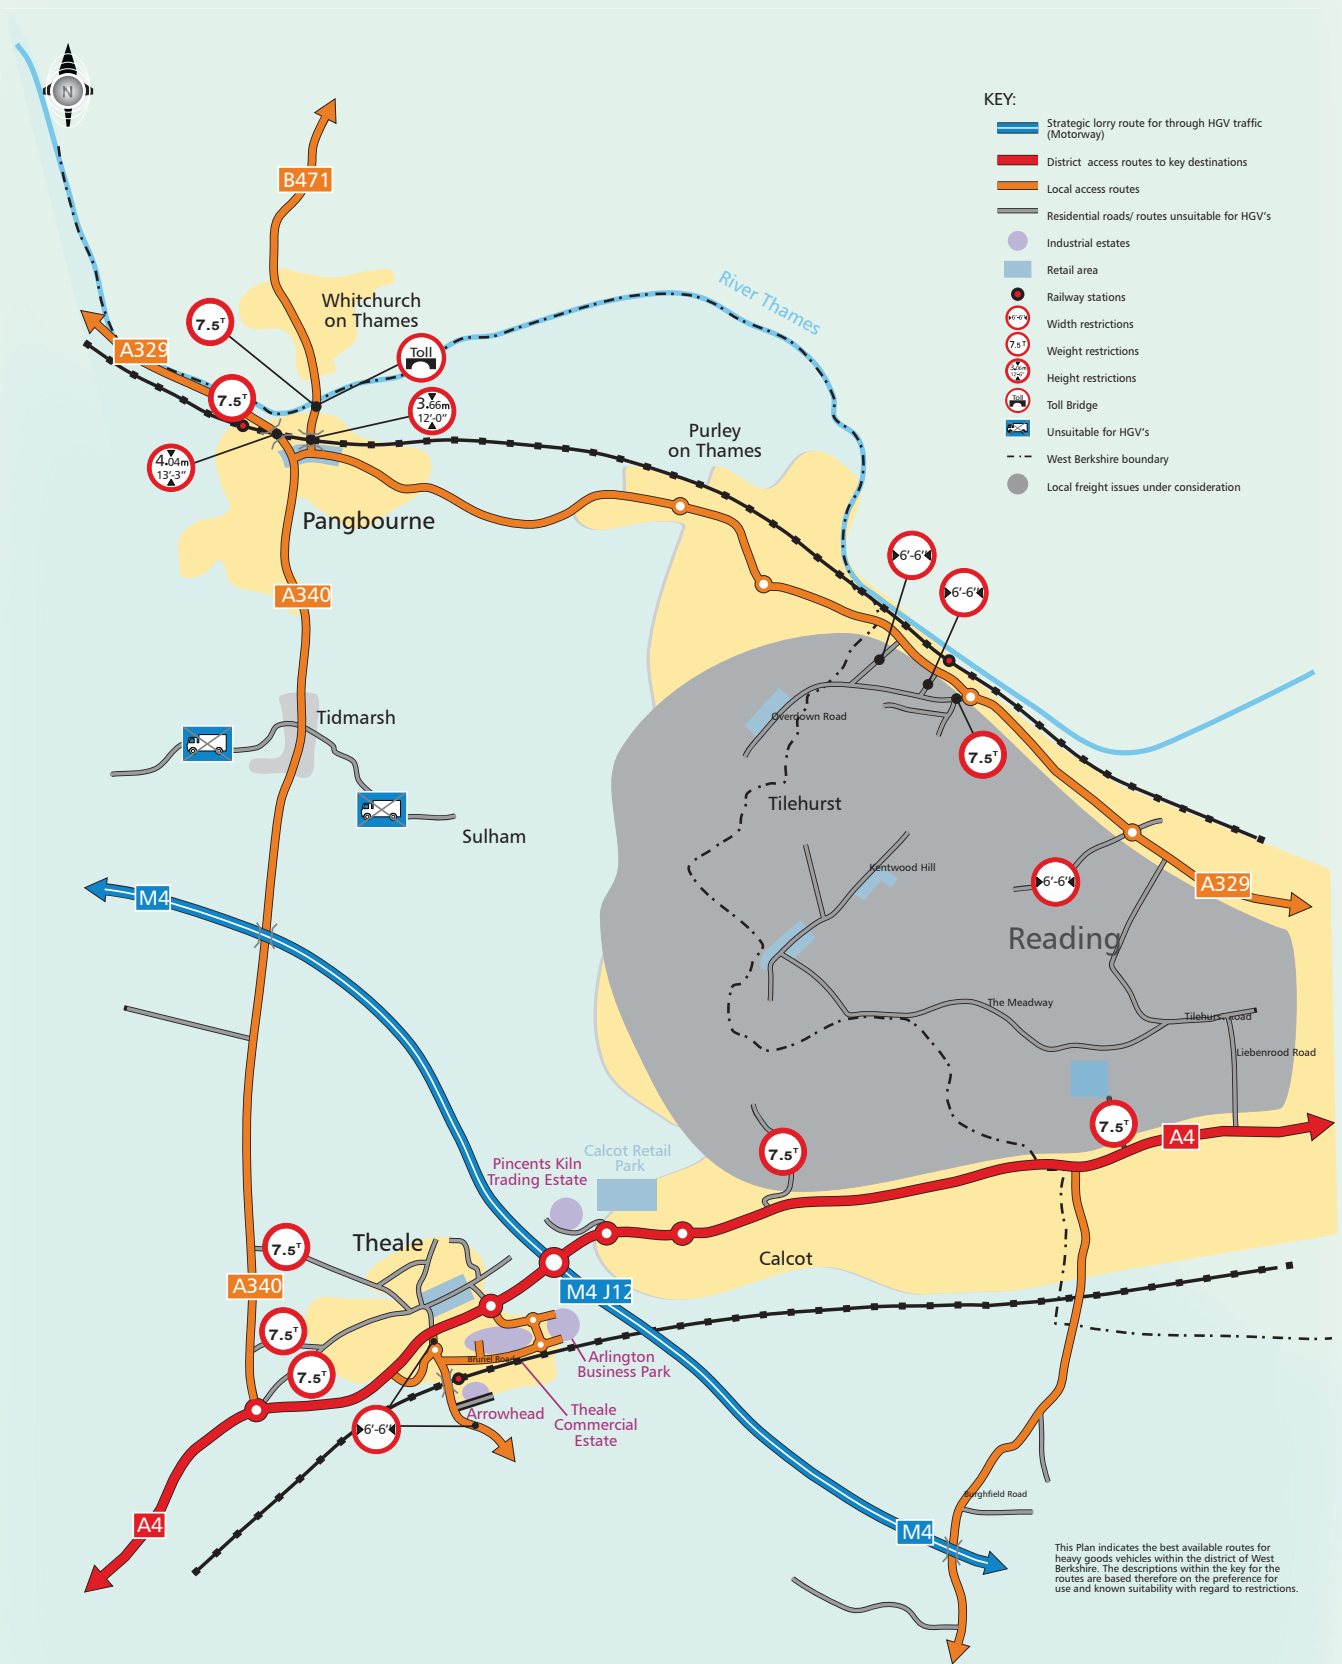 N
KEY:
Strategic lorry route for through HGV traffic
(Motorway)
District access routes to key destinations
Local access routes
Residential roads/ routes unsuitable for HGV's
Industrial estates
Retail area
Railway stations
6'-6" Width restrictions
7.5T Weight restrictions
Height restrictions
Toll Toll Bridge
Unsuitable for HGV's
West Berkshire boundary
Local freight issues under consideration
B471
Whitchurch
on Thames
River Thames
7.5T
Toll
A329
7.5T
3.66m
12'-0"
4.04m
13'-3"
Purley
on Thames
Pangbourne
6'-6"
6'-6"
A340
Tidmarsh
Overdown Road
7.5T
Tilehurst
Sulham
Kentwood Hill
6'-6"
A329
M4
Reading
The Meadway
Tilehurst Road
Liebenrood Road
7.5T
A4
7.5T
Calcot Retail
Park
Pincents Kiln
Trading Estate
Theale
7.5T
Calcot
A340
M4 J12
7.5T
Brunel Road
Arlington
Business Park
7.5T
Arrowhead
Theale
Commercial
Estate
6'-6"
Burghfield Road
A4
M4
This Plan indicates the best available routes for
heavy goods vehicles within the district of West
Berkshire. The descriptions within the key for the
routes are based therefore on the preference for
use and known suitability with regard to restrictions.